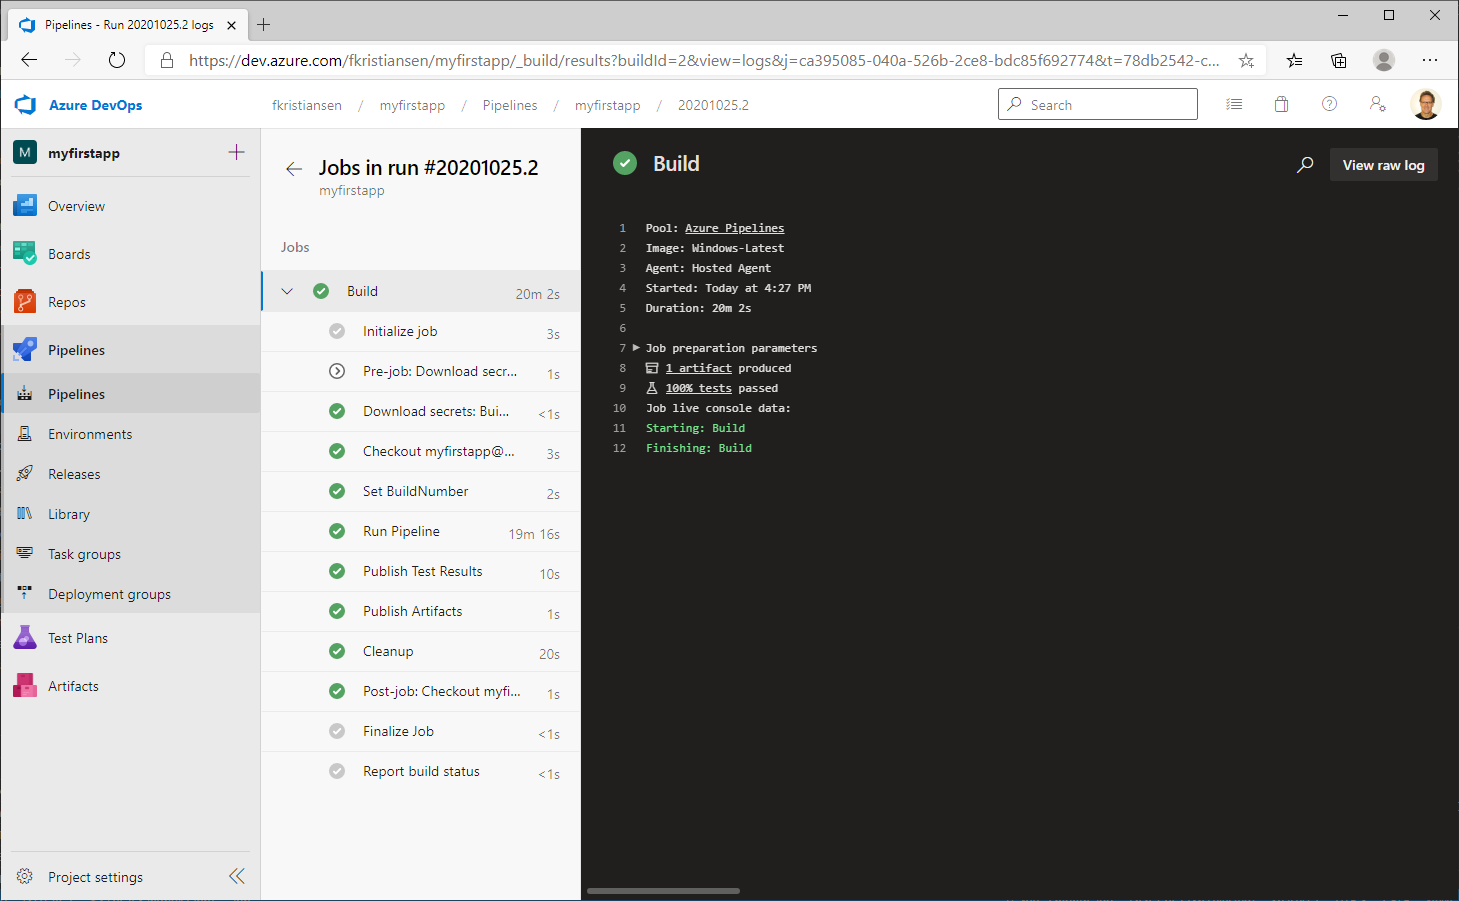 Pipelines - Run 20201025.2 logs
https://dev.azure.com/fkristiansen/myfirstapp/_build/results?buildId=2&view=logs&j=ca395085-040a-526b-2ce8-bdc85f692774&t=78db2542-c...
Azure DevOps
fkristiansen / myfirstapp / Pipelines / myfirstapp / 20201025.2
Search
M myfirstapp
Overview
Boards
Repos
Pipelines
Pipelines
Environments
Releases
Library
Task groups
Deployment groups
Test Plans
Artifacts
Project settings
Jobs in run #20201025.2
myfirstapp
Jobs
Build 20m 2s
Initialize job 3s
Pre-job: Download secr... 1s
Download secrets: Bui... <1s
Checkout myfirstapp@... 3s
Set BuildNumber 2s
Run Pipeline 19m 16s
Publish Test Results 10s
Publish Artifacts 1s
Cleanup 20s
Post-job: Checkout myfi... 1s
Finalize Job <1s
Report build status <1s
Build
View raw log
1 Pool: Azure Pipelines
2 Image: Windows-Latest
3 Agent: Hosted Agent
4 Started: Today at 4:27 PM
5 Duration: 20m 2s
6
7 Job preparation parameters
8 1 artifact produced
9 100% tests passed
10 Job live console data:
11 Starting: Build
12 Finishing: Build